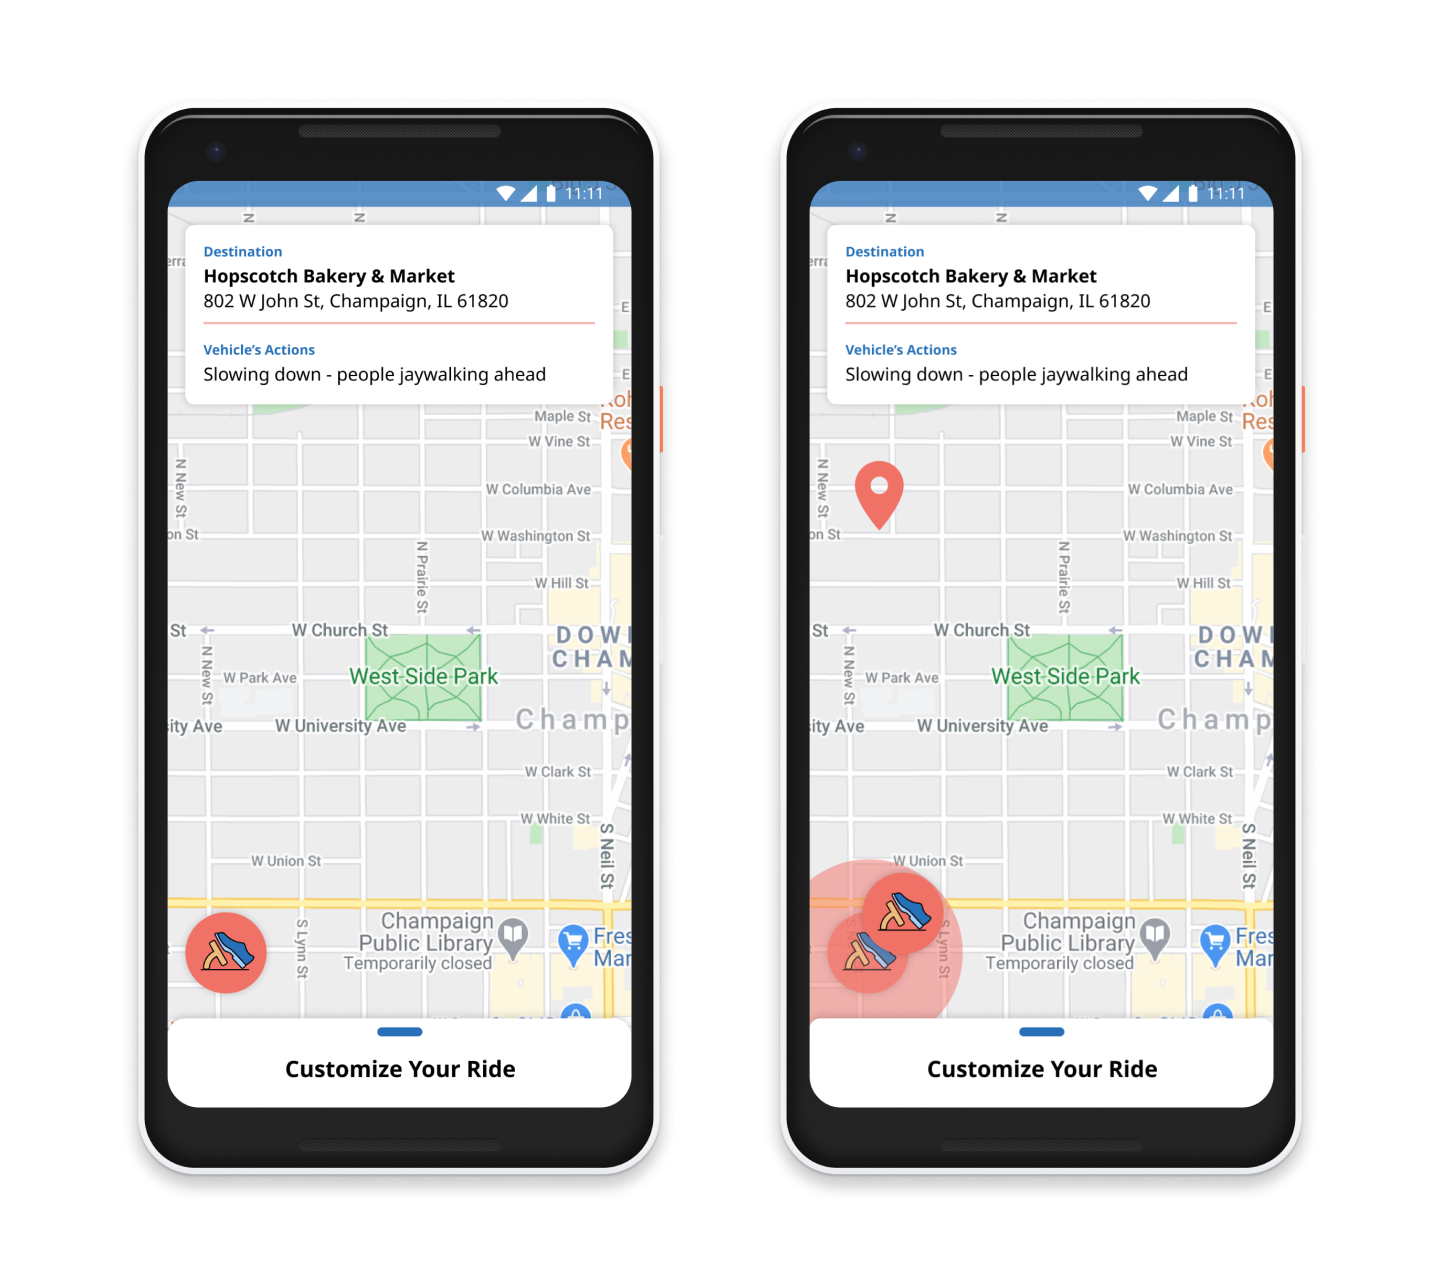 11:11
N
N
Destination
Hopscotch Bakery & Market
802 W John St, Champaign, IL 61820
Vehicle's Actions
Slowing down - people jaywalking ahead
E
E
Maple St
Res
W Vine St
N New St
W Columbia Ave
on St
W Washington St
N Prairie St
W Hill St
St
W Church St
DOW
CHAM
N New St
W Park Ave
West Side Park
Champ
sity Ave
W University Ave
W Clark St
W White St
S Neil St
W Union St
S Lynn St
Champaign
Public Library
Temporarily closed
Fres
Mar
Customize Your Ride
11:11
N
N
Destination
Hopscotch Bakery & Market
802 W John St, Champaign, IL 61820
Vehicle's Actions
Slowing down - people jaywalking ahead
E
E
Maple St
Res
W Vine St
N New St
W Columbia Ave
on St
W Washington St
N Prairie St
W Hill St
St
W Church St
DOW
CHAM
N New St
W Park Ave
West Side Park
Champ
sity Ave
W University Ave
W Clark St
W White St
S Neil St
W Union St
Champaign
Public Library
Temporarily closed
Fres
Mar
Customize Your Ride